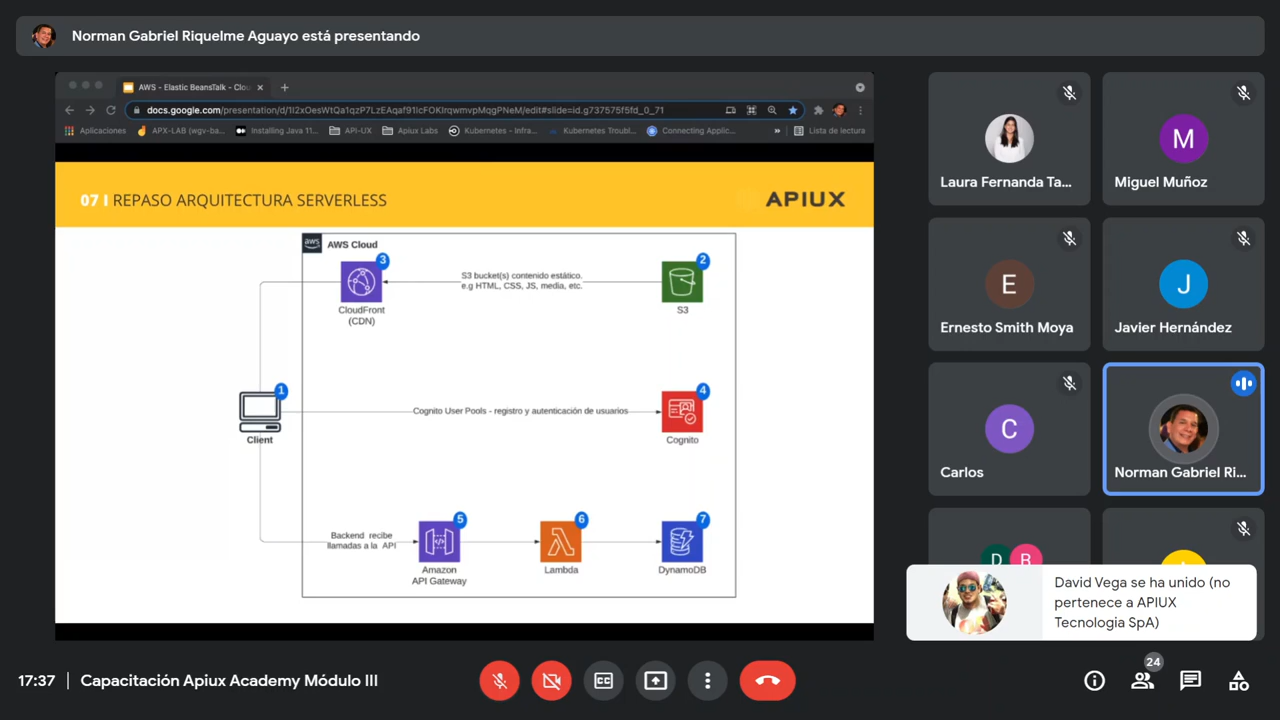 Norman Gabriel Riquelme Aguayo está presentando
AWS - Elastic BeansTalk - Clou
docs.google.com/presentation/d/1I2xOesWtQa1qzP7LzEAqaf91lcFOKIrqwmvpMqgPNeM/edit#slide=id.g737575f5fd_0_71
Aplicaciones
APX-LAB (wgv-ba...
Installing Java 11...
API-UX
Apiux Labs
Kubernetes - Infra...
Kubernetes Troubl...
Connecting Applic...
»
Lista de lectura
07 I REPASO ARQUITECTURA SERVERLESS
APIUX
aws
AWS Cloud
3
CloudFront
(CDN)
S3 bucket(s) contenido estático.
e.g HTML, CSS, JS, media, etc.
2
S3
1
Client
Cognito User Pools - registro y autenticación de usuarios
4
Cognito
Backend recibe
llamadas a la API
5
Amazon
API Gateway
6
Lambda
7
DynamoDB
Laura Fernanda Ta...
M
Miguel Muñoz
E
Ernesto Smith Moya
J
Javier Hernández
C
Carlos
Norman Gabriel Ri...
D
R
David Vega se ha unido (no
pertenece a APIUX
Tecnologia SpA)
17:37
Capacitación Apiux Academy Módulo III
CC
24